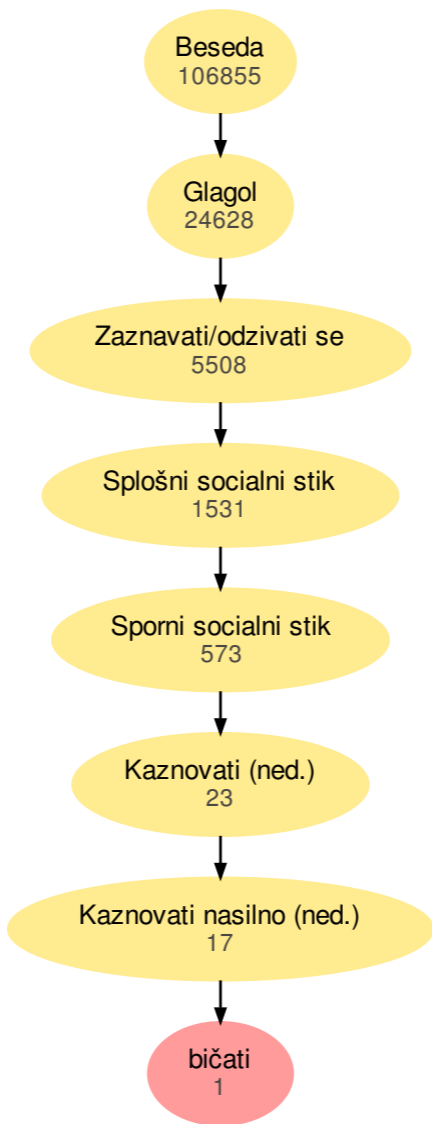 Beseda
106855
Glagol
24628
Zaznavati/odzivati se
5508
Splošni socialni stik
1531
Sporni socialni stik
573
Kaznovati (ned.)
23
Kaznovati nasilno (ned.)
17
bičati
1